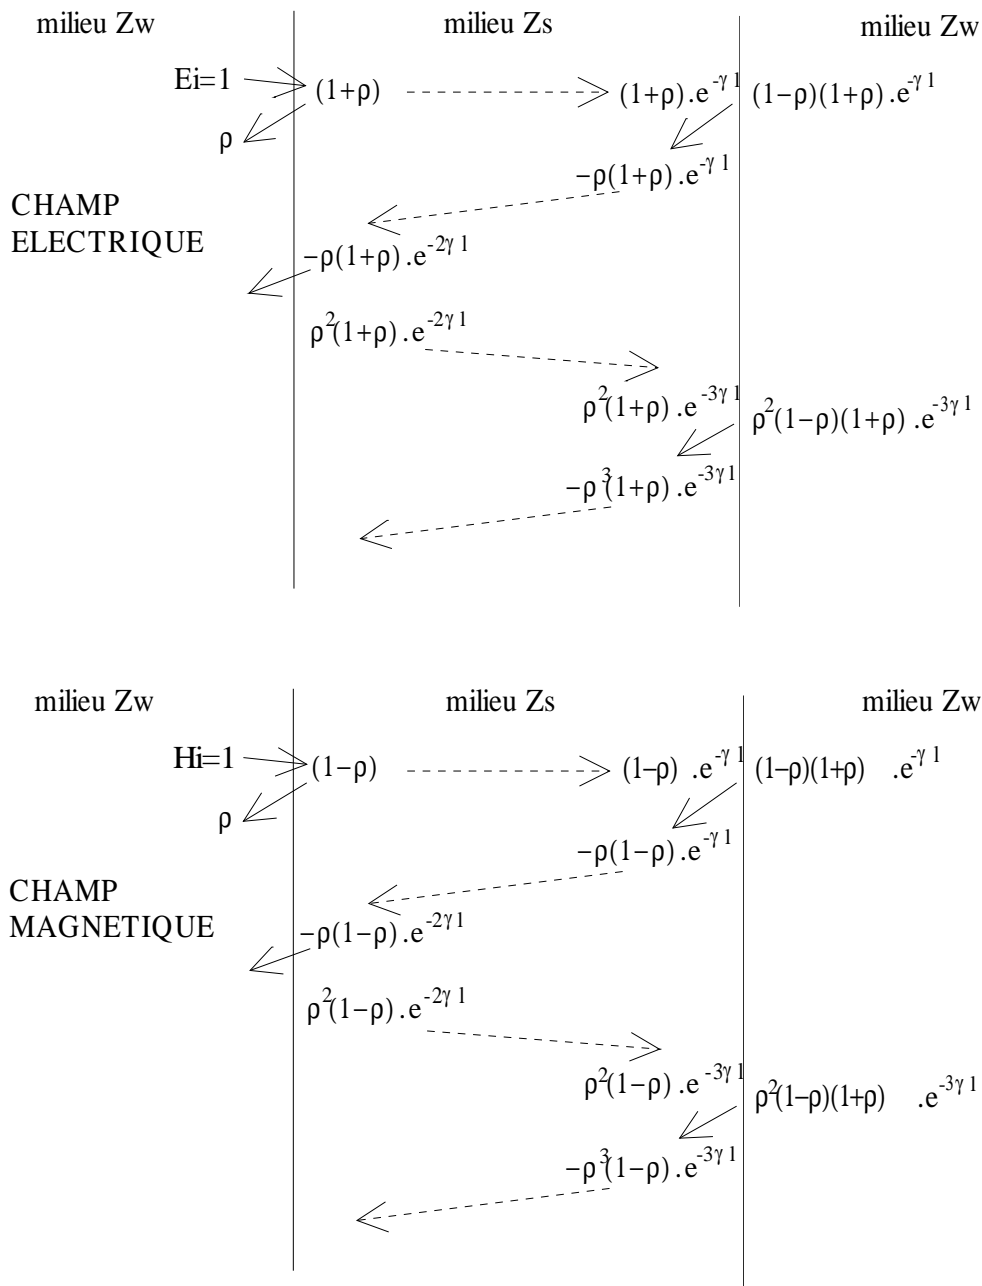 milieu Zw milieu Zs milieu Zw
Ei=1 (1+ρ) (1+ρ).e^-γl (1−ρ)(1+ρ).e^-γl
ρ
−ρ(1+ρ).e^-γl
CHAMP
ELECTRIQUE
−ρ(1+ρ).e^-2γl
ρ²(1+ρ).e^-2γl
ρ²(1+ρ).e^-3γl ρ²(1−ρ)(1+ρ).e^-3γl
−ρ³(1+ρ).e^-3γl
milieu Zw milieu Zs milieu Zw
Hi=1 (1−ρ) (1−ρ).e^-γl (1−ρ)(1+ρ).e^-γl
ρ
−ρ(1−ρ).e^-γl
CHAMP
MAGNETIQUE
−ρ(1−ρ).e^-2γl
ρ²(1−ρ).e^-2γl
ρ²(1−ρ).e^-3γl ρ²(1−ρ)(1+ρ).e^-3γl
−ρ³(1−ρ).e^-3γl